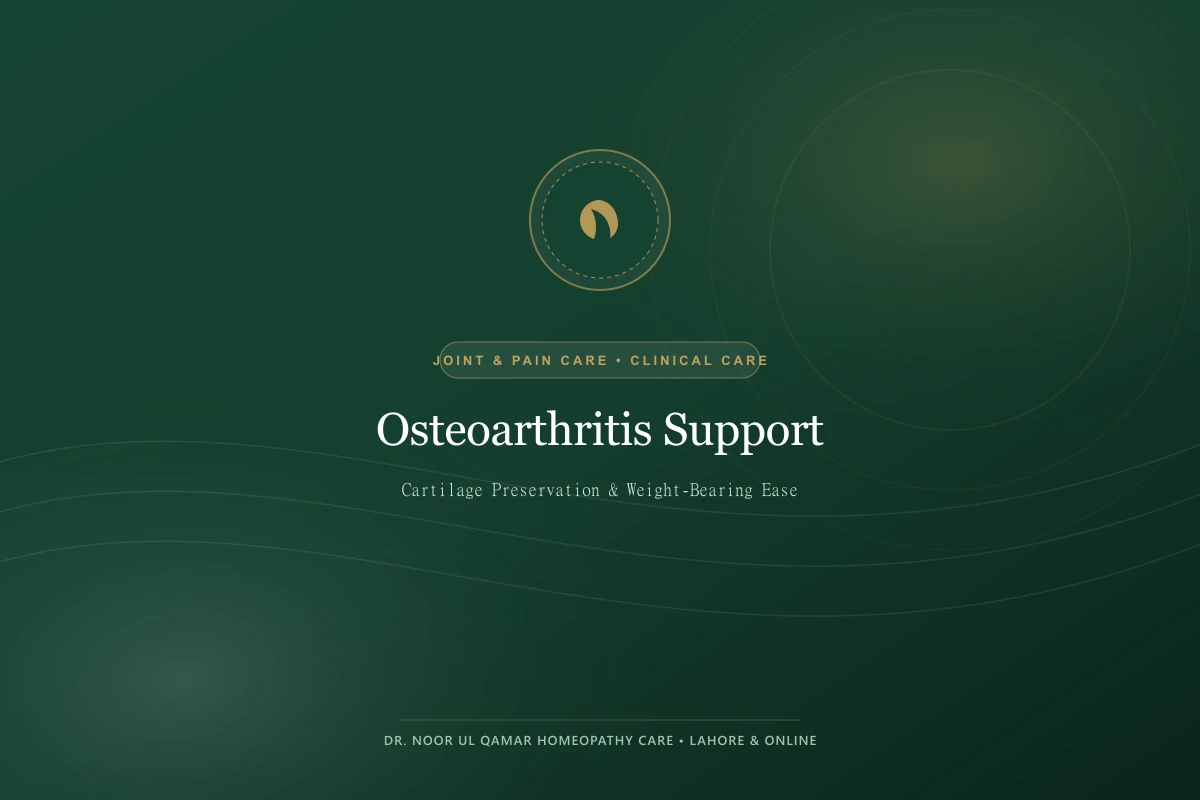 JOINT & PAIN CARE • CLINICAL CARE
Osteoarthritis Support
Cartilage Preservation & Weight-Bearing Ease
DR. NOOR UL QAMAR HOMEOPATHY CARE • LAHORE & ONLINE